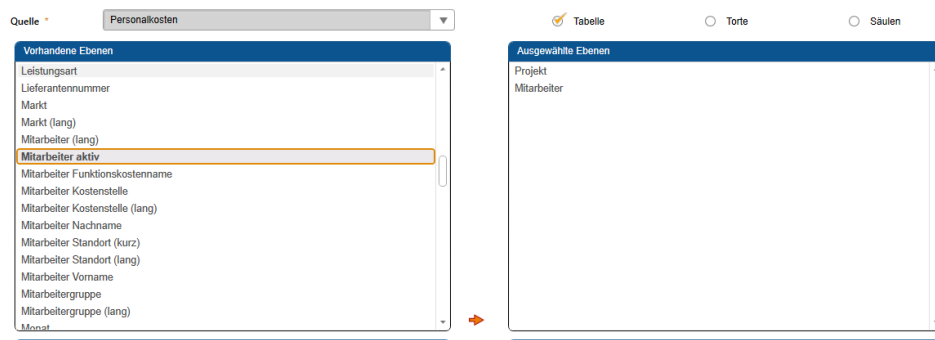 Quelle *
Personalkosten
Tabelle
Torte
Säulen
Vorhandene Ebenen
Leistungsart
Lieferantennummer
Markt
Markt (lang)
Mitarbeiter (lang)
Mitarbeiter aktiv
Mitarbeiter Funktionskostenname
Mitarbeiter Kostenstelle
Mitarbeiter Kostenstelle (lang)
Mitarbeiter Nachname
Mitarbeiter Standort (kurz)
Mitarbeiter Standort (lang)
Mitarbeiter Vorname
Mitarbeitergruppe
Mitarbeitergruppe (lang)
Monat
Ausgewählte Ebenen
Projekt
Mitarbeiter